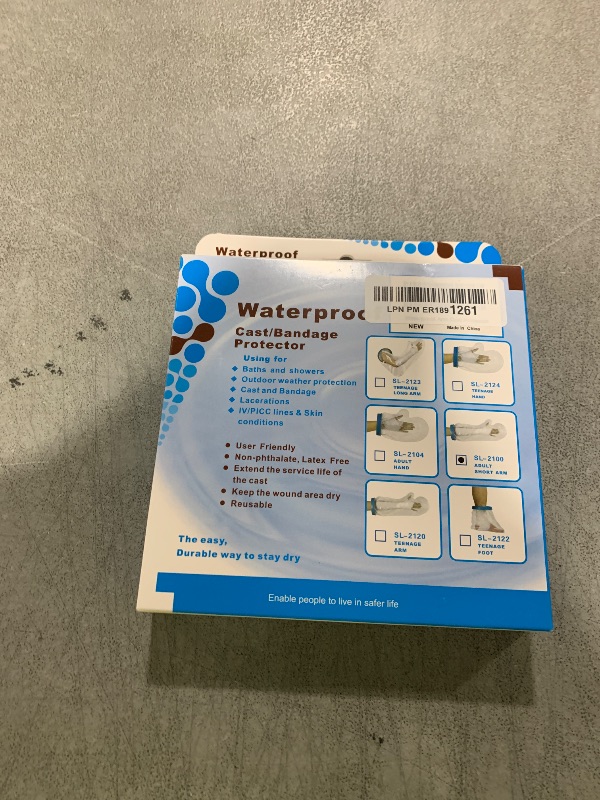 Waterproof
Waterproo
LPN PM ER1891261
NEW
Made in China
Cast/Bandage
Protector
Using for
Baths and showers
Outdoor weather protection
Cast and Bandage
Lacerations
IV/PICC lines & Skin
conditions
User Friendly
Non-phthalate, Latex Free
Extend the service life of
the cast
Keep the wound area dry
Reusable
The easy,
Durable way to stay dry
SL-2123
TEENAGE
LONG ARM
SL-2124
TEENAGE
HAND
SL-2104
ADULT
HAND
SL-2100
ADULT
SHORT ARM
SL-2120
TEENAGE
ARM
SL-2122
TEENAGE
FOOT
Enable people to live in safer life